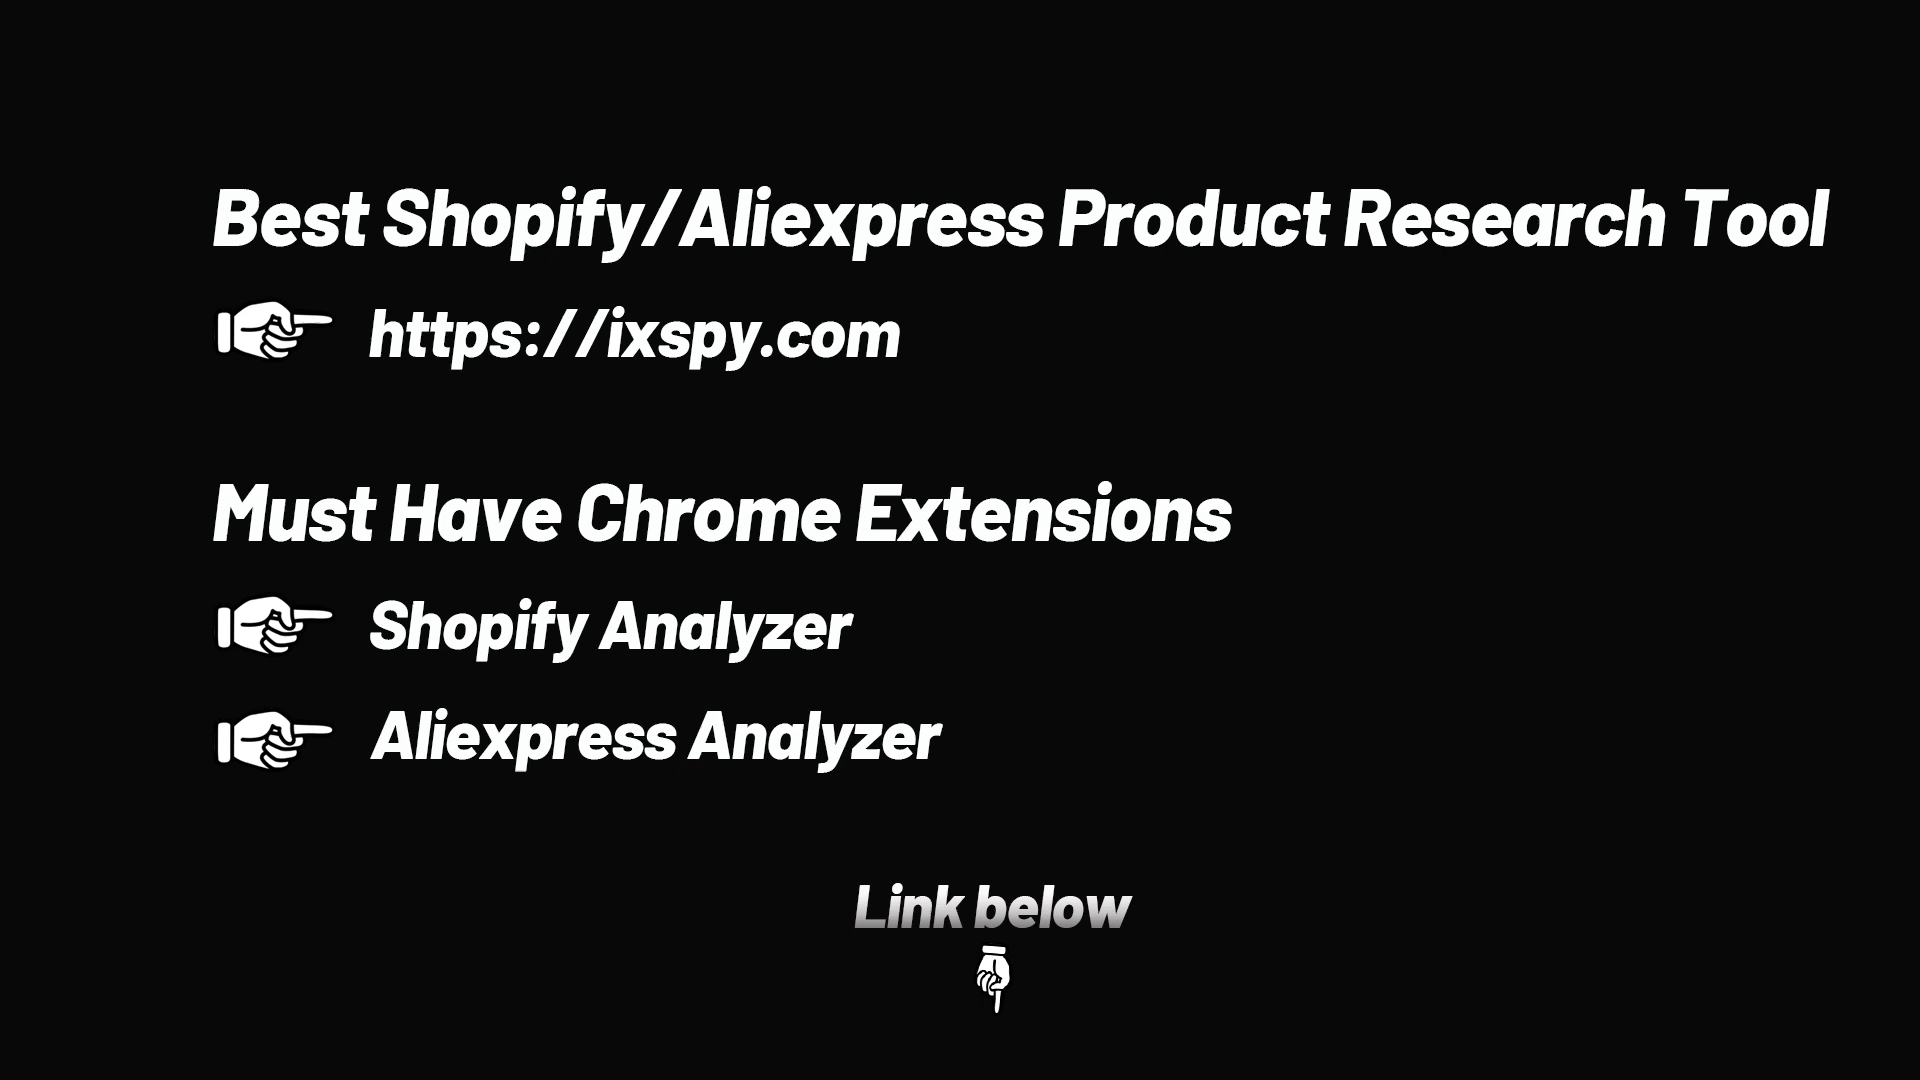 Best Shopify/Aliexpress Product Research Tool
https://ixspy.com
Must Have Chrome Extensions
Shopify Analyzer
Aliexpress Analyzer
Link below